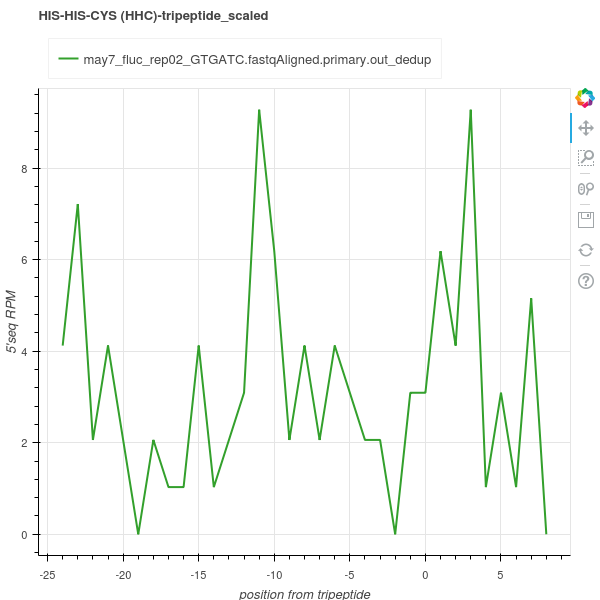 HIS-HIS-CYS (HHC)-tripeptide_scaled
may7_fluc_rep02_GTGATC.fastqAligned.primary.out_dedup
8
6
4
2
0
5'seq RPM
-25 -20 -15 -10 -5 0 5
position from tripeptide